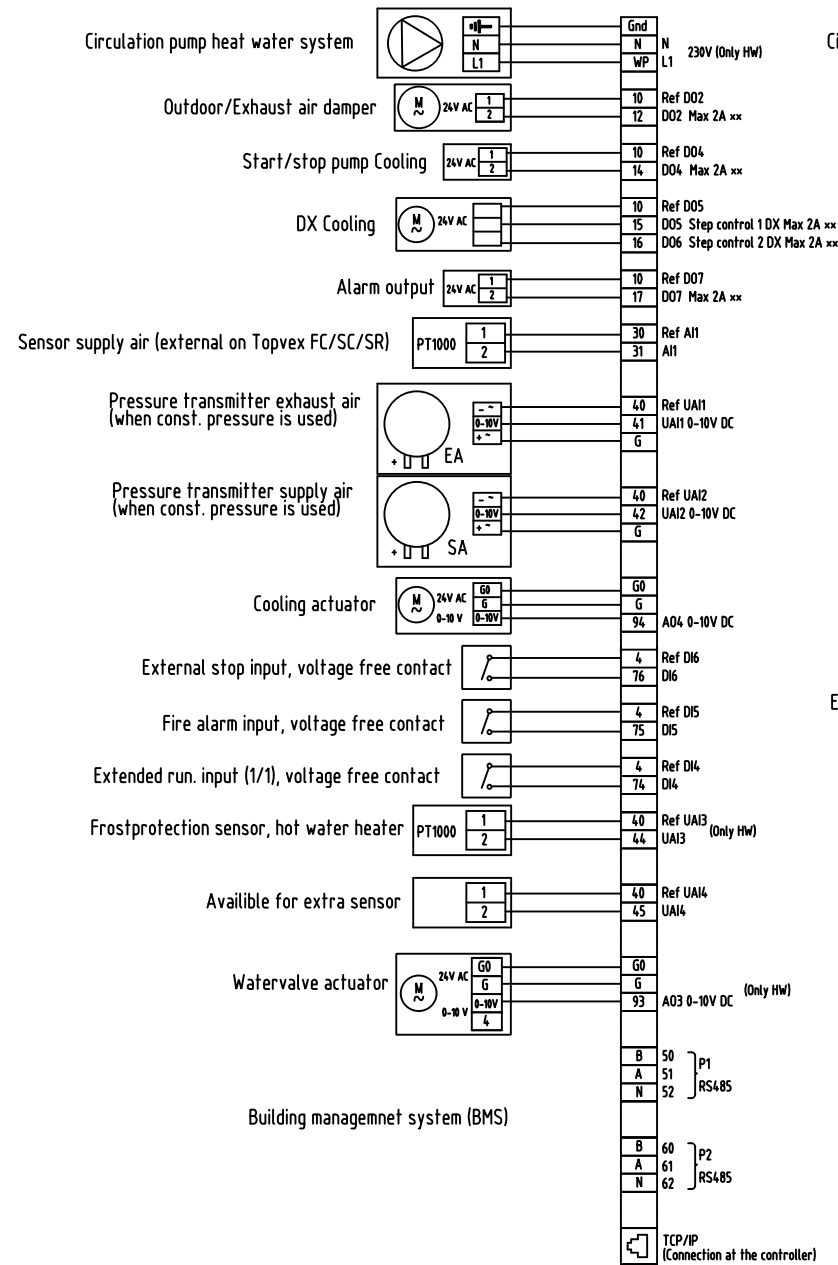 Circulation pump heat water system
N
L1
Gnd
N N
WP L1
230V (Only HW)
Outdoor/Exhaust air damper
M
~
24V AC
1
2
10 Ref DO2
12 DO2 Max 2A xx
Start/stop pump Cooling
24V AC
1
2
10 Ref DO4
14 DO4 Max 2A xx
DX Cooling
M
~
24V AC
10 Ref DO5
15 DO5 Step control 1 DX Max 2A xx
16 DO6 Step control 2 DX Max 2A xx
Alarm output
24V AC
1
2
10 Ref DO7
17 DO7 Max 2A xx
Sensor supply air (external on Topvex FC/SC/SR)
PT1000
1
2
30 Ref AI1
31 AI1
Pressure transmitter exhaust air
(when const. pressure is used)
- ~
0-10V
+ ~
+
EA
40 Ref UAI1
41 UAI1 0-10V DC
G
Pressure transmitter supply air
(when const. pressure is used)
- ~
0-10V
+ ~
+
SA
40 Ref UAI2
42 UAI2 0-10V DC
G
Cooling actuator
M
~
24V AC
0-10 V
G0
G
0-10V
G0
G
94 AO4 0-10V DC
External stop input, voltage free contact
4 Ref DI6
76 DI6
Fire alarm input, voltage free contact
4 Ref DI5
75 DI5
Extended run. input (1/1), voltage free contact
4 Ref DI4
74 DI4
Frostprotection sensor, hot water heater
PT1000
1
2
40 Ref UAI3
44 UAI3
(Only HW)
Availible for extra sensor
1
2
40 Ref UAI4
45 UAI4
Watervalve actuator
M
~
24V AC
0-10 V
G0
G
0-10V
4
G0
G
93 AO3 0-10V DC
(Only HW)
B 50
A 51
N 52
P1
RS485
Building managemnet system (BMS)
B 60
A 61
N 62
P2
RS485
TCP/IP
(Connection at the controller)